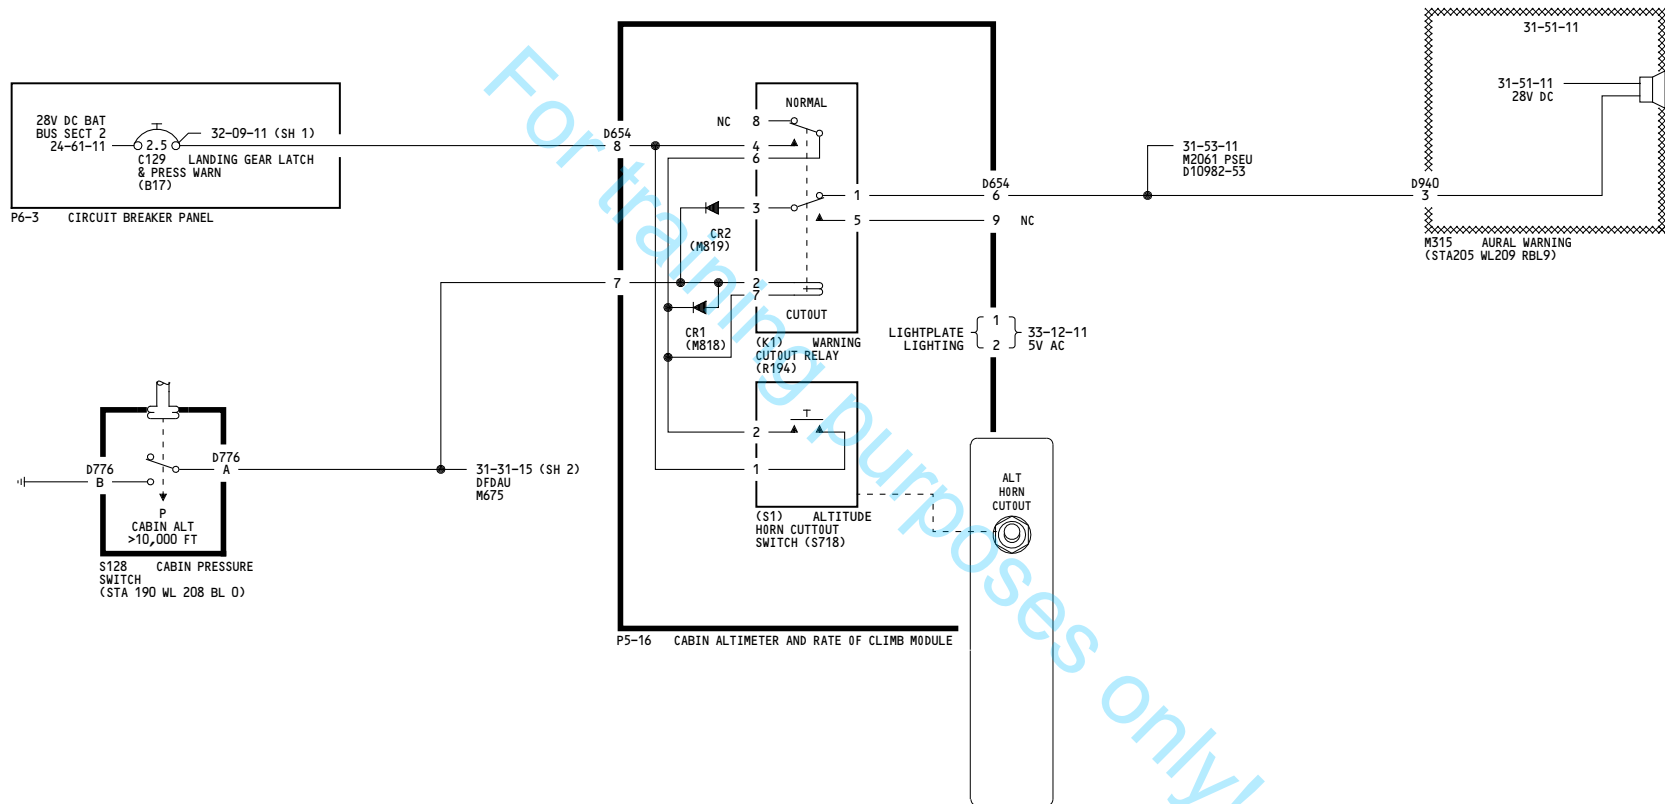 31-51-11
31-51-11
28V DC
28V DC BAT
BUS SECT 2
24-61-11
2.5
32-09-11 (SH 1)
C129 LANDING GEAR LATCH
& PRESS WARN
(B17)
P6-3 CIRCUIT BREAKER PANEL
D654
8
NC
NORMAL
8
4
6
3
1
5
CR2
(M819)
7
2
7
CR1
(M818)
CUTOUT
(K1) WARNING
CUTOUT RELAY
(R194)
D654
6
9 NC
31-53-11
M2061 PSEU
D10982-53
D940
3
M315 AURAL WARNING
(STA205 WL209 RBL9)
LIGHTPLATE
LIGHTING
1
2
33-12-11
5V AC
2
1
(S1) ALTITUDE
HORN CUTTOUT
SWITCH (S718)
ALT
HORN
CUTOUT
D776
B
D776
A
31-31-15 (SH 2)
DFDAU
M675
P
CABIN ALT
>10,000 FT
S128 CABIN PRESSURE
SWITCH
(STA 190 WL 208 BL 0)
P5-16 CABIN ALTIMETER AND RATE OF CLIMB MODULE
For training purposes only!